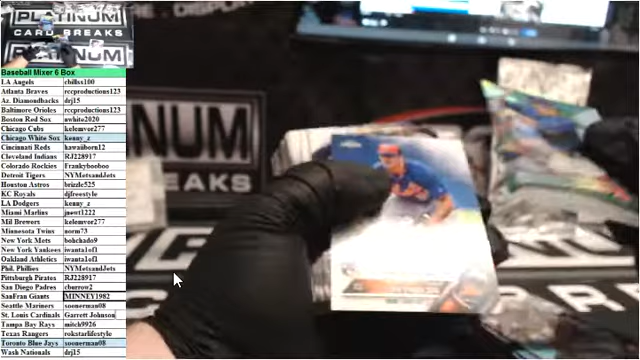 PLATINUM
CARD BREAKS
PLATINUM
Baseball Mixer 6 Box
LA Angels chillss100
Atlanta Braves rccproductions123
Az. Diamondbacks drj15
Baltimore Orioles rccproductions123
Boston Red Sox nwhite2020
Chicago Cubs kelemvor277
Chicago White Sox kenny_z
Cincinnati Reds hawaiiborn12
Cleveland Indians RJ228917
Colorado Rockies Frankybooboo
Detroit Tigers NYMetsandJets
Houston Astros brizzle525
KC Royals djfreestyle
LA Dodgers kenny_z
Miami Marlins jnewt1222
Mil Brewers kelemvor277
Minnesota Twins norm73
New York Mets bohchado9
New York Yankees iwanta1of1
Oakland Athletics iwanta1of1
Phil. Phillies NYMetsandJets
Pittsburgh Pirates RJ228917
San Diego Padres cburrow2
SanFran Giants MINNEY1982
Seattle Mariners soonerman08
St. Louis Cardinals Garrett Johnson
Tampa Bay Rays mitch9926
Texas Rangers rokstarlifestyle
Toronto Blue Jays soonerman08
Wash Nationals drj15
NUM
EAKS